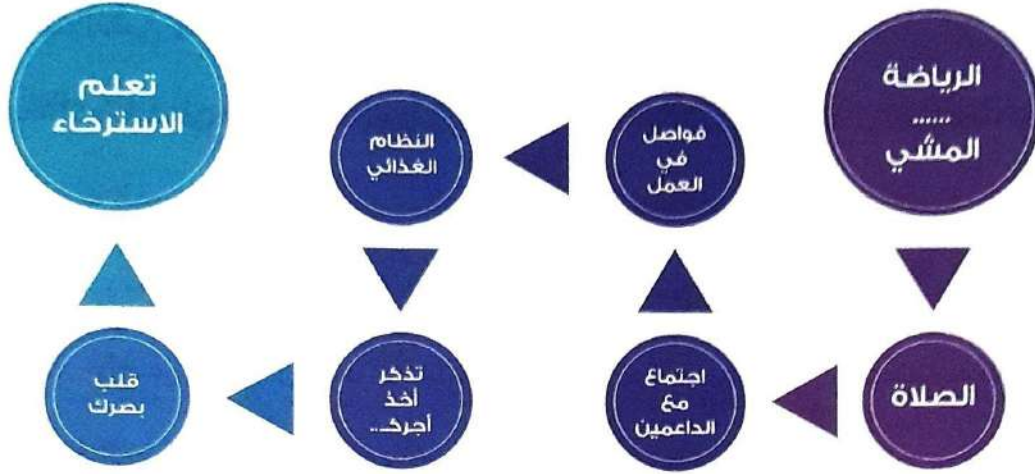 الرياضة
......
المشي
الصلاة
اجتماع
مع
الداعمين
فواصل
في
العمل
النظام
الغذائي
تذكر
أخذ
أجرك..
قلب
بصرك
تعلم
الاسترخاء